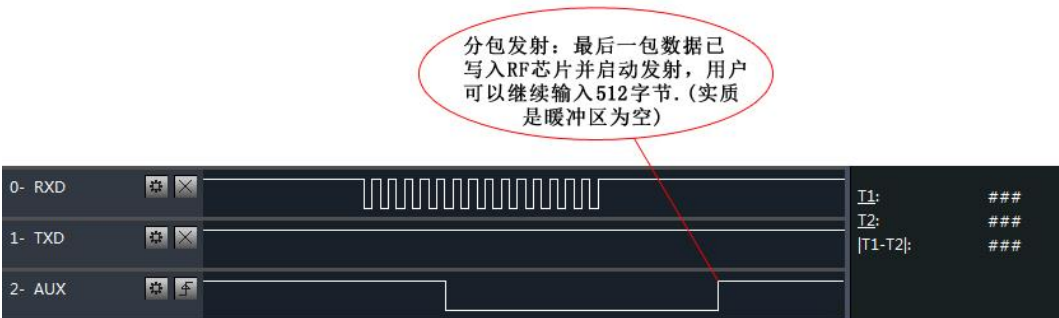 分包发射：最后一包数据已
写入RF芯片并启动发射，用户
可以继续输入512字节.(实质
是暖冲区为空)
0- RXD
T1: ###
1- TXD
T2: ###
|T1-T2|: ###
2- AUX